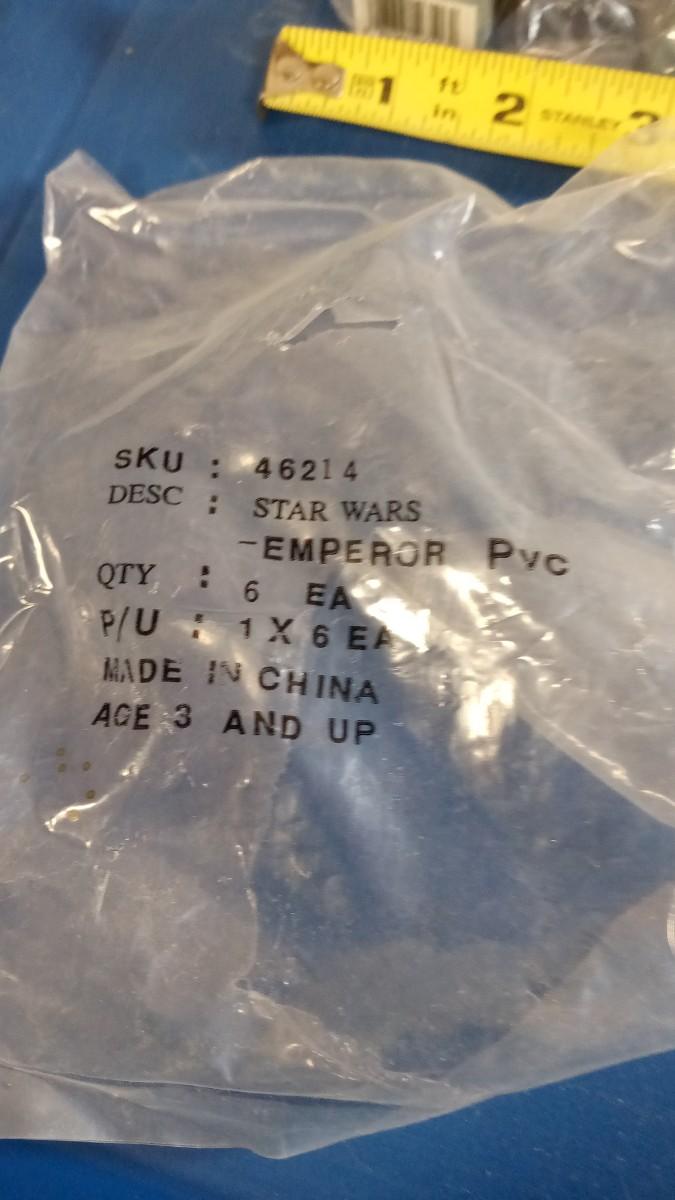 1 ft in 2 STANLEY 3
SKU : 46214
DESC : STAR WARS
-EMPEROR Pvc
QTY : 6 EA
P/U : 1 X 6 EA
MADE IN CHINA
AGE 3 AND UP